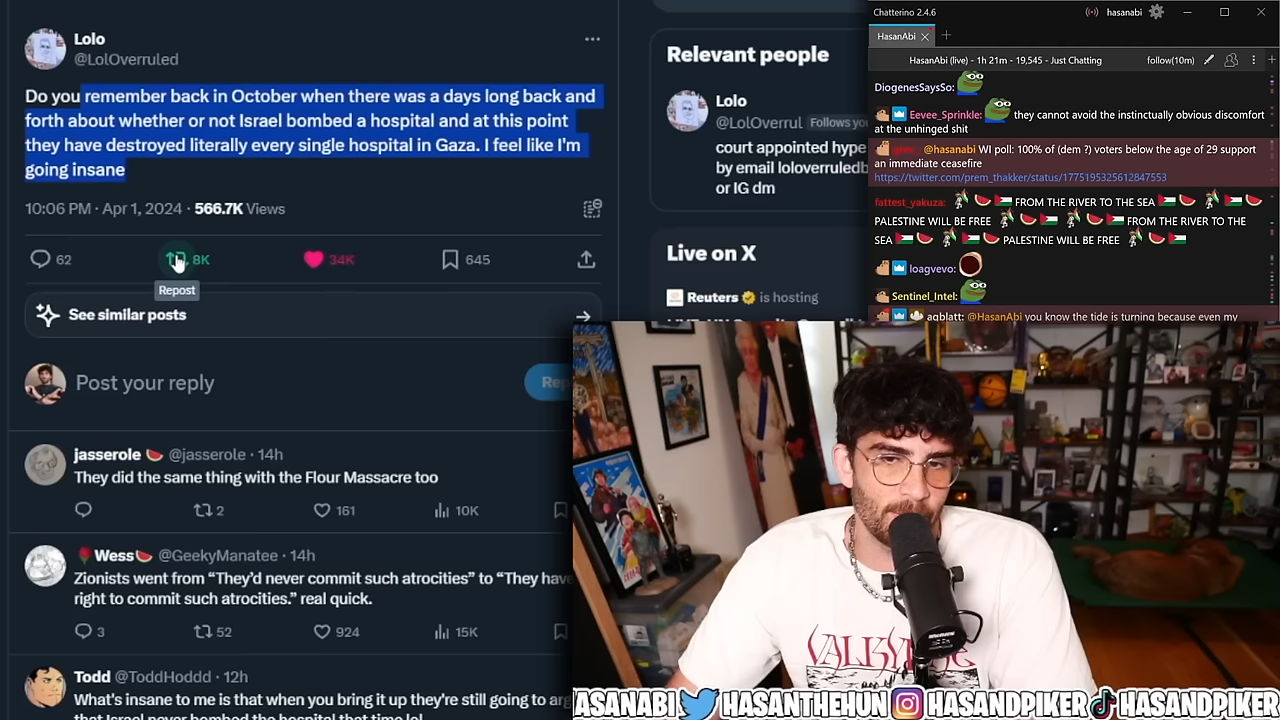 Lolo
@LolOverruled
Do you remember back in October when there was a days long back and
forth about whether or not Israel bombed a hospital and at this point
they have destroyed literally every single hospital in Gaza. I feel like I'm
going insane
10:06 PM · Apr 1, 2024 · 566.7K Views
62
8K
34K
645
Repost
See similar posts
Post your reply
Rep
jasserole @jasserole · 14h
They did the same thing with the Flour Massacre too
2
161
10K
Wess @GeekyManatee · 14h
Zionists went from “They’d never commit such atrocities” to “They have
right to commit such atrocities.” real quick.
3
52
924
15K
Todd @ToddHoddd · 12h
What's insane to me is that when you bring it up they're still going to arg
that Israel never bombed the hospital that time lol
Relevant people
Lolo
@LolOverrul Follows you
court appointed hype
by email loloverruledb
or IG dm
Live on X
Reuters is hosting
Chatterino 2.4.6
hasanabi
HasanAbi
HasanAbi (live) - 1h 21m - 19,545 - Just Chatting
follow(10m)
DiogenesSaysSo:
Eevee_Sprinkle: they cannot avoid the instinctually obvious discomfort
at the unhinged shit
@hasanabi WI poll: 100% of (dem ?) voters below the age of 29 support
an immediate ceasefire
https://twitter.com/prem_thakker/status/1775195325612847553
fattest_yakuza: FROM THE RIVER TO THE SEA
PALESTINE WILL BE FREE FROM THE RIVER TO THE
SEA PALESTINE WILL BE FREE
loagvevo:
Sentinel_Intel:
agblatt: @HasanAbi you know the tide is turning because even my
VALKYRIE
ASANABI HASANTHEHUN HASANDPIKER HASANDPIKER